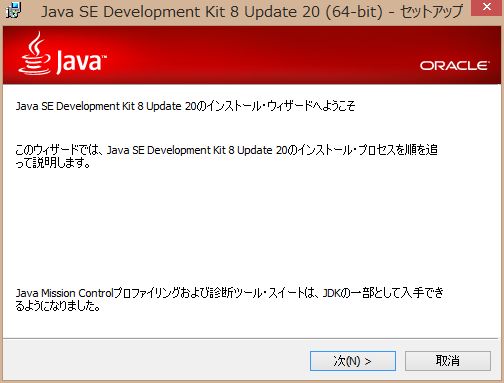 Java SE Development Kit 8 Update 20 (64-bit) - セットアップ
Java™
ORACLE
Java SE Development Kit 8 Update 20のインストール・ウィザードへようこそ
このウィザードでは、Java SE Development Kit 8 Update 20のインストール・プロセスを順を追
って説明します。
Java Mission Controlプロファイリングおよび診断ツール・スイートは、JDKの一部として入手でき
るようになりました。
次(N) >
取消